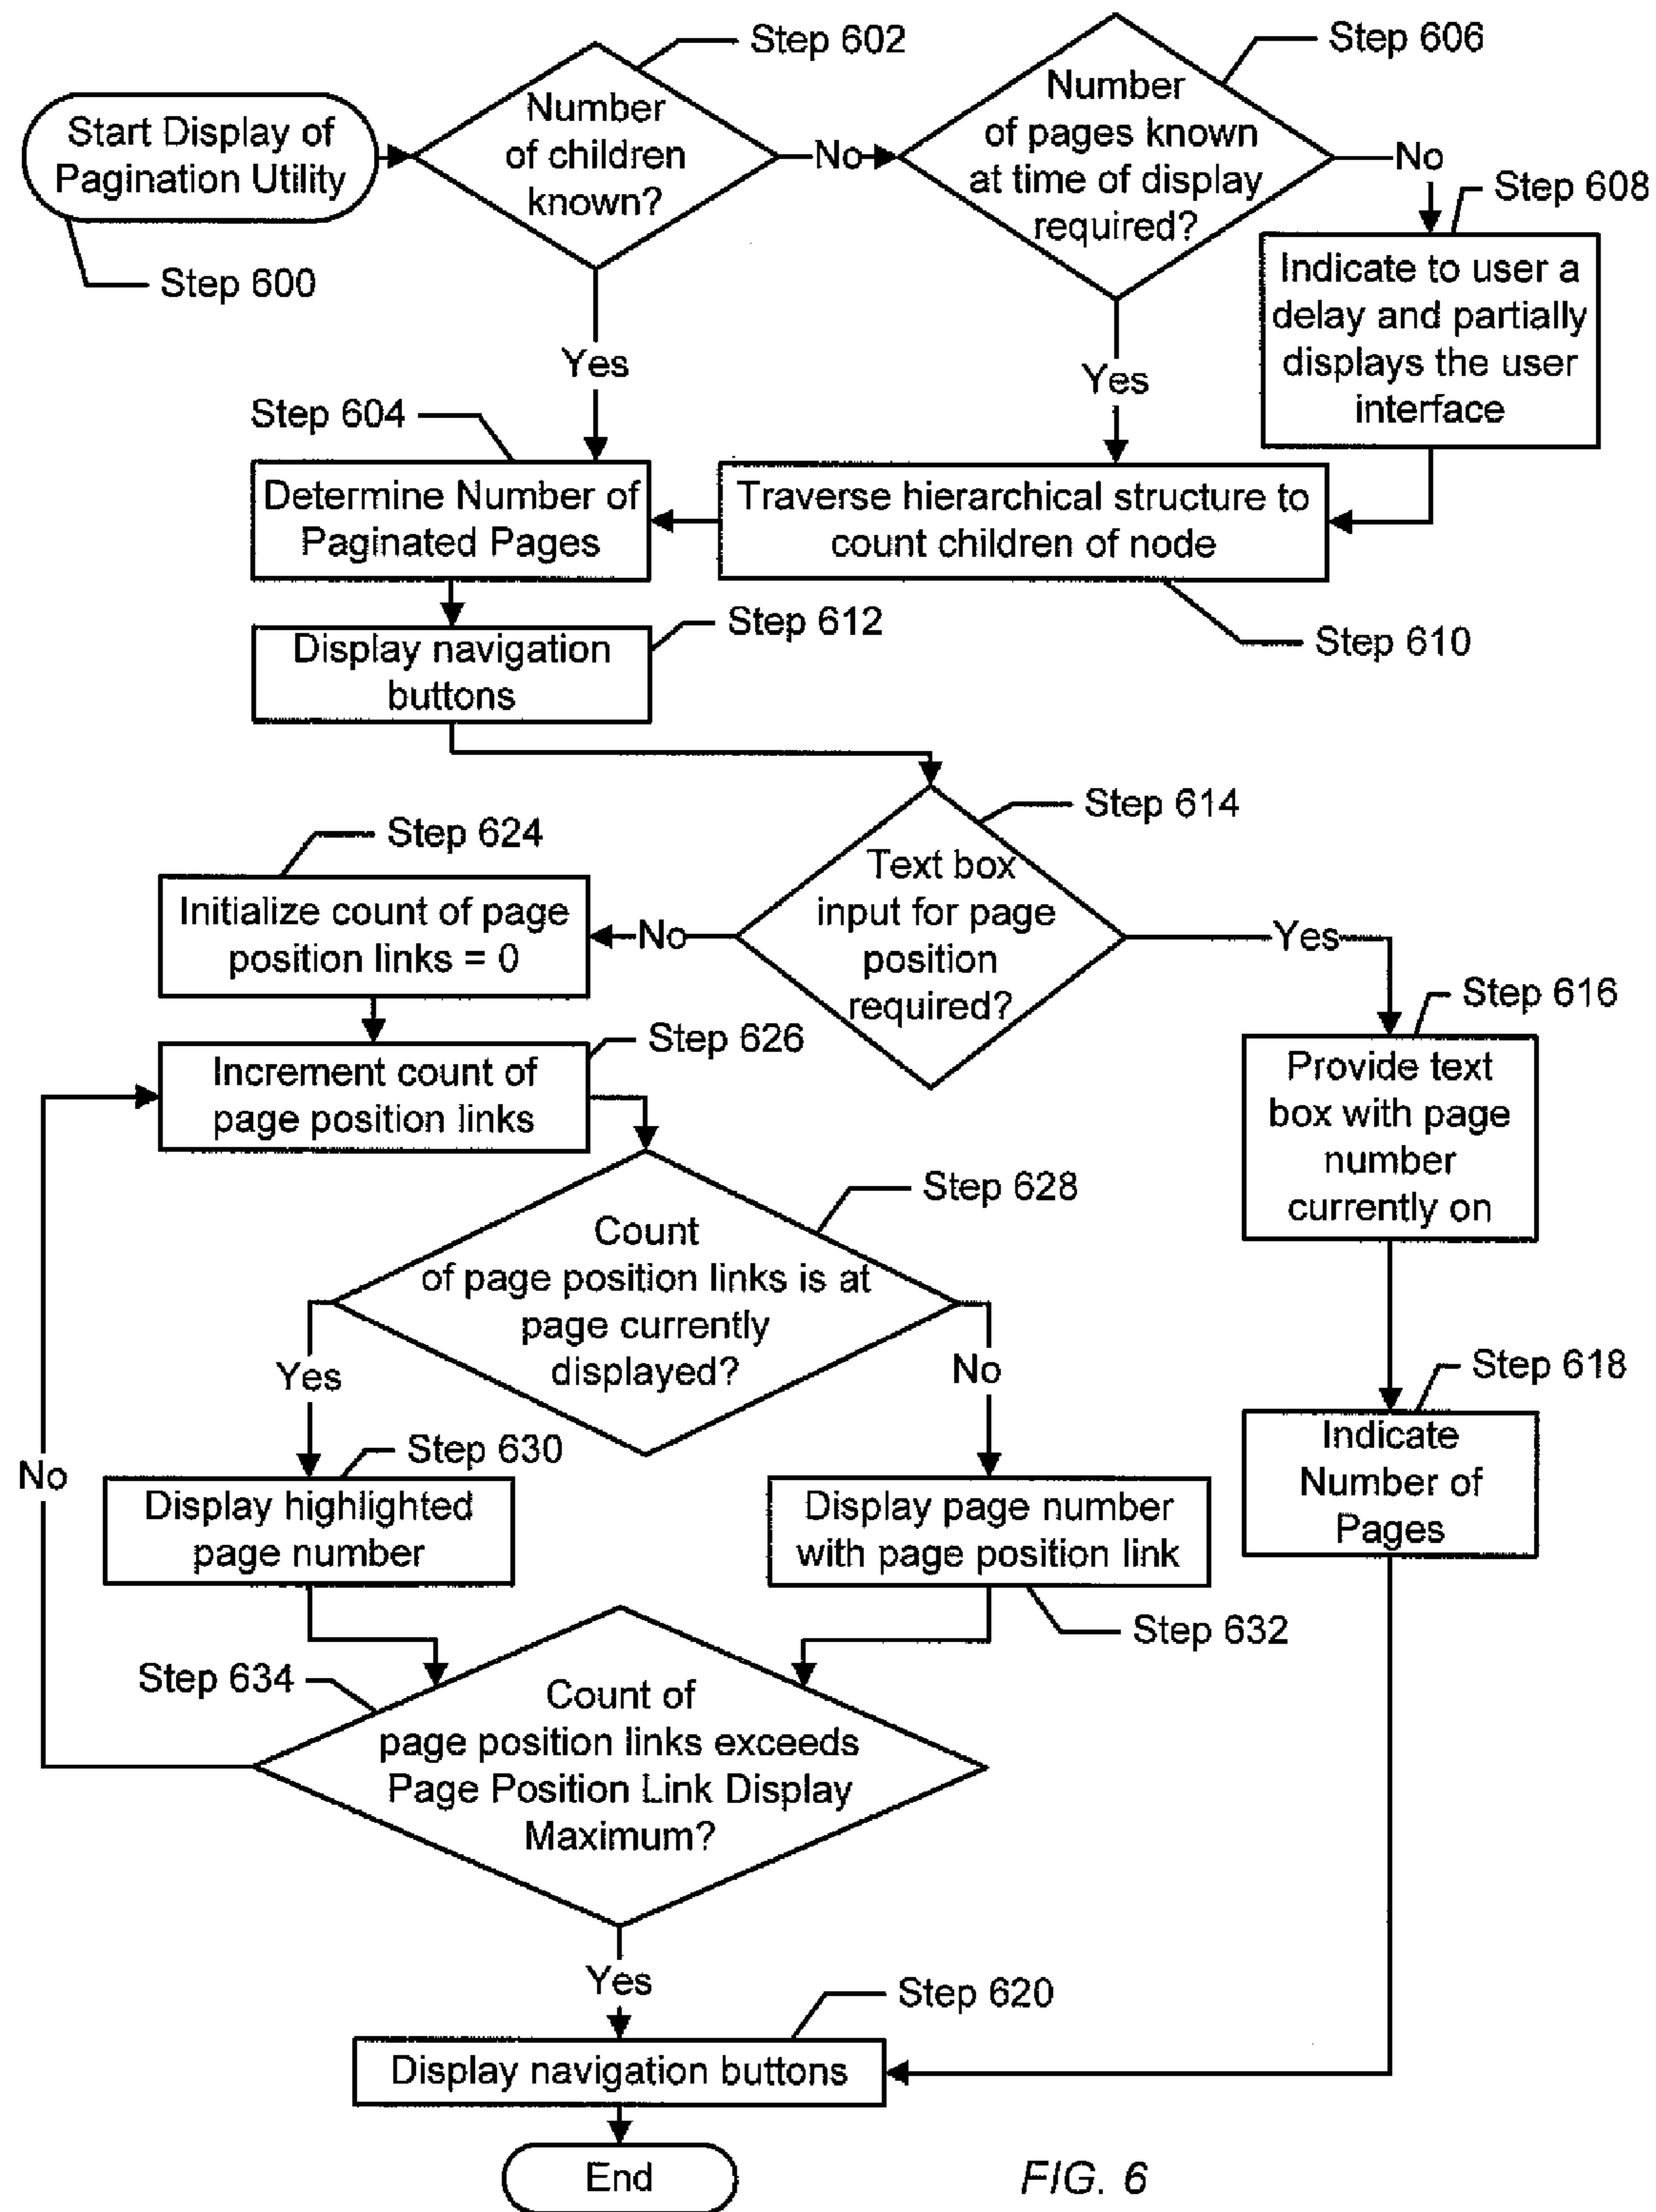 Step 602
Step 606
Start Display of
Pagination Utility
Number
of children
known?
No
Number
of pages known
at time of display
required?
No
Step 608
Step 600
Indicate to user a
delay and partially
displays the user
interface
Yes
Yes
Step 604
Determine Number of
Paginated Pages
Traverse hierarchical structure to
count children of node
Step 612
Step 610
Display navigation
buttons
Step 614
Step 624
Text box
input for page
position
required?
Initialize count of page
position links = 0
No
Yes
Step 616
Step 626
Increment count of
page position links
Provide text
box with page
number
currently on
Step 628
Count
of page position links is at
page currently
displayed?
Yes
No
Step 618
Indicate
Number of
Pages
Step 630
No
Display highlighted
page number
Display page number
with page position link
Step 632
Step 634
Count of
page position links exceeds
Page Position Link Display
Maximum?
Yes
Step 620
Display navigation buttons
End
FIG. 6